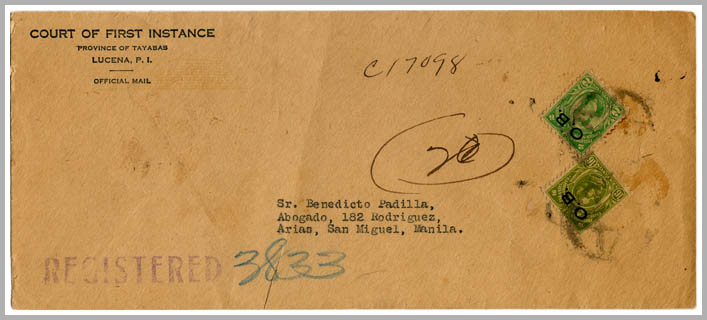 COURT OF FIRST INSTANCE
PROVINCE OF TAYABAS
LUCENA, P. I.
OFFICIAL MAIL
C17098
O.B.
O.B.
Sr. Benedicto Padilla,
Abogado, 182 Rodriguez,
Arias, San Miguel, Manila.
REGISTERED 3833